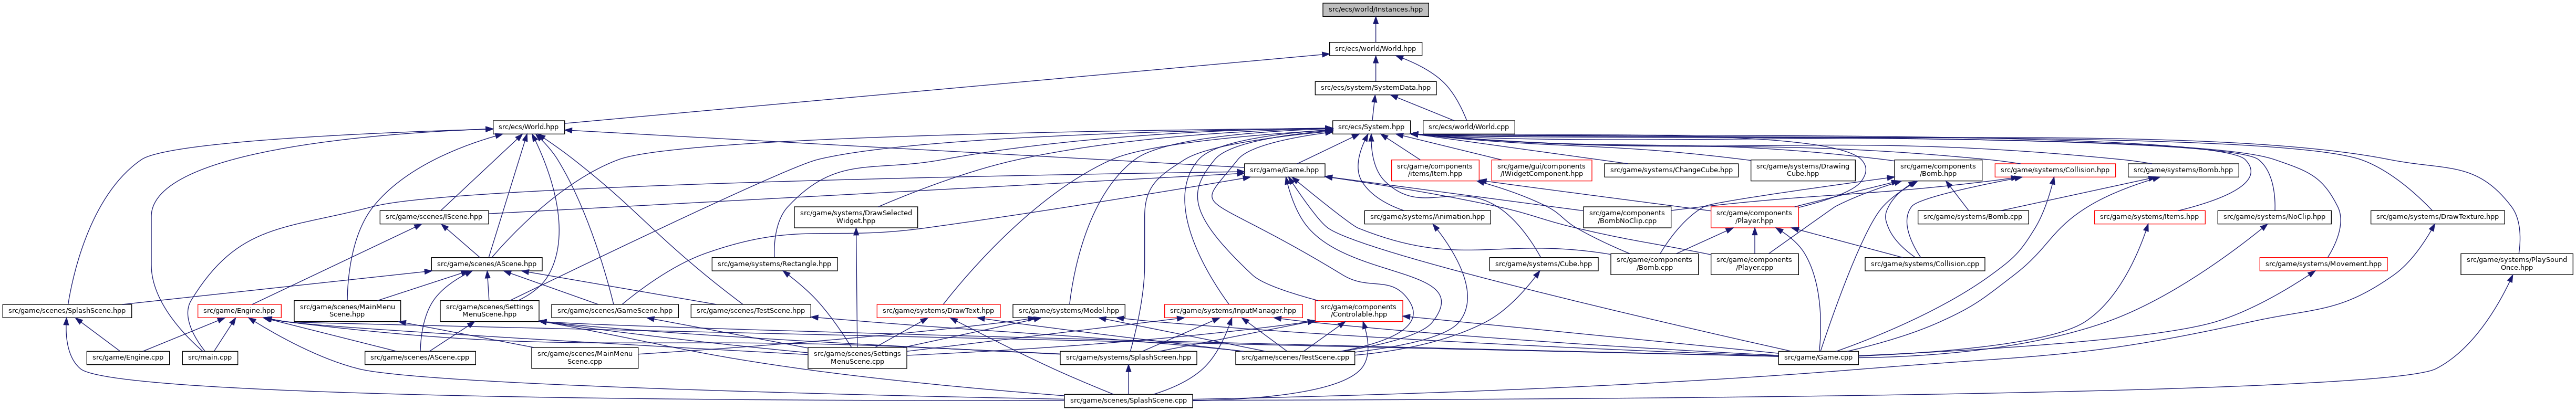 src/ecs/world/Instances.hpp
src/ecs/world/World.hpp
src/ecs/system/SystemData.hpp
src/ecs/World.hpp
src/ecs/System.hpp
src/ecs/world/World.cpp
src/game/Game.hpp
src/game/components
/items/Item.hpp
src/game/gui/components
/IWidgetComponent.hpp
src/game/systems/ChangeCube.hpp
src/game/systems/Drawing
Cube.hpp
src/game/components
/Bomb.hpp
src/game/systems/Collision.hpp
src/game/systems/Bomb.hpp
src/game/scenes/IScene.hpp
src/game/systems/DrawSelected
Widget.hpp
src/game/systems/Animation.hpp
src/game/components
/BombNoClip.cpp
src/game/components
/Player.hpp
src/game/systems/Bomb.cpp
src/game/systems/Items.hpp
src/game/systems/NoClip.hpp
src/game/systems/DrawTexture.hpp
src/game/scenes/AScene.hpp
src/game/systems/Rectangle.hpp
src/game/systems/Cube.hpp
src/game/components
/Bomb.cpp
src/game/components
/Player.cpp
src/game/systems/Collision.cpp
src/game/systems/Movement.hpp
src/game/systems/PlaySound
Once.hpp
src/game/scenes/SplashScene.hpp
src/game/Engine.hpp
src/game/scenes/MainMenu
Scene.hpp
src/game/scenes/Settings
MenuScene.hpp
src/game/scenes/GameScene.hpp
src/game/scenes/TestScene.hpp
src/game/systems/DrawText.hpp
src/game/systems/Model.hpp
src/game/systems/InputManager.hpp
src/game/components
/Controlable.hpp
src/game/Engine.cpp
src/main.cpp
src/game/scenes/AScene.cpp
src/game/scenes/MainMenu
Scene.cpp
src/game/scenes/Settings
MenuScene.cpp
src/game/systems/SplashScreen.hpp
src/game/scenes/TestScene.cpp
src/game/Game.cpp
src/game/scenes/SplashScene.cpp